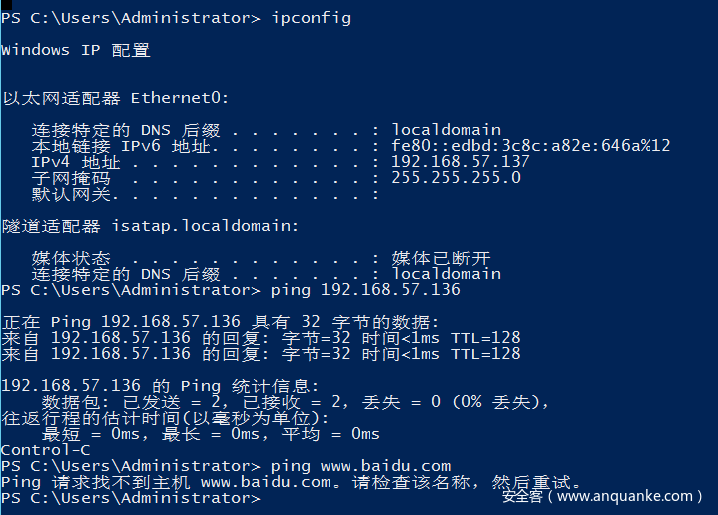 PS C:\Users\Administrator> ipconfig
Windows IP 配置
以太网适配器 Ethernet0:
连接特定的 DNS 后缀 . . . . . . . : localdomain
本地链接 IPv6 地址. . . . . . . . : fe80::edbd:3c8c:a82e:646a%12
IPv4 地址 . . . . . . . . . . . . : 192.168.57.137
子网掩码 . . . . . . . . . . . . : 255.255.255.0
默认网关. . . . . . . . . . . . . :
隧道适配器 isatap.localdomain:
媒体状态 . . . . . . . . . . . . : 媒体已断开
连接特定的 DNS 后缀 . . . . . . . : localdomain
PS C:\Users\Administrator> ping 192.168.57.136
正在 Ping 192.168.57.136 具有 32 字节的数据:
来自 192.168.57.136 的回复: 字节=32 时间<1ms TTL=128
来自 192.168.57.136 的回复: 字节=32 时间<1ms TTL=128
192.168.57.136 的 Ping 统计信息:
数据包: 已发送 = 2，已接收 = 2，丢失 = 0 (0% 丢失)，
往返行程的估计时间(以毫秒为单位):
最短 = 0ms，最长 = 0ms，平均 = 0ms
Control-C
PS C:\Users\Administrator> ping www.baidu.com
Ping 请求找不到主机 www.baidu.com。请检查该名称，然后重试。
PS C:\Users\Administrator>
安全客（www.anquanke.com）